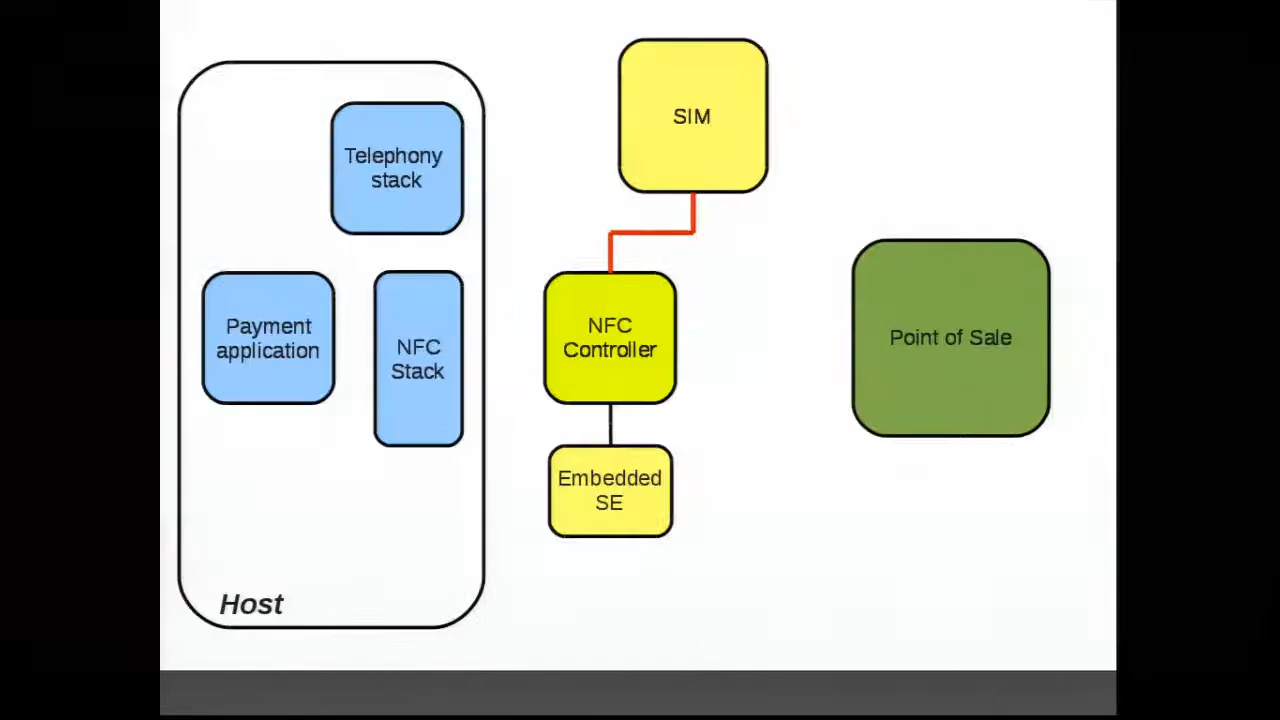 SIM
Telephony
stack
Payment
application
NFC
Stack
NFC
Controller
Point of Sale
Embedded
SE
Host